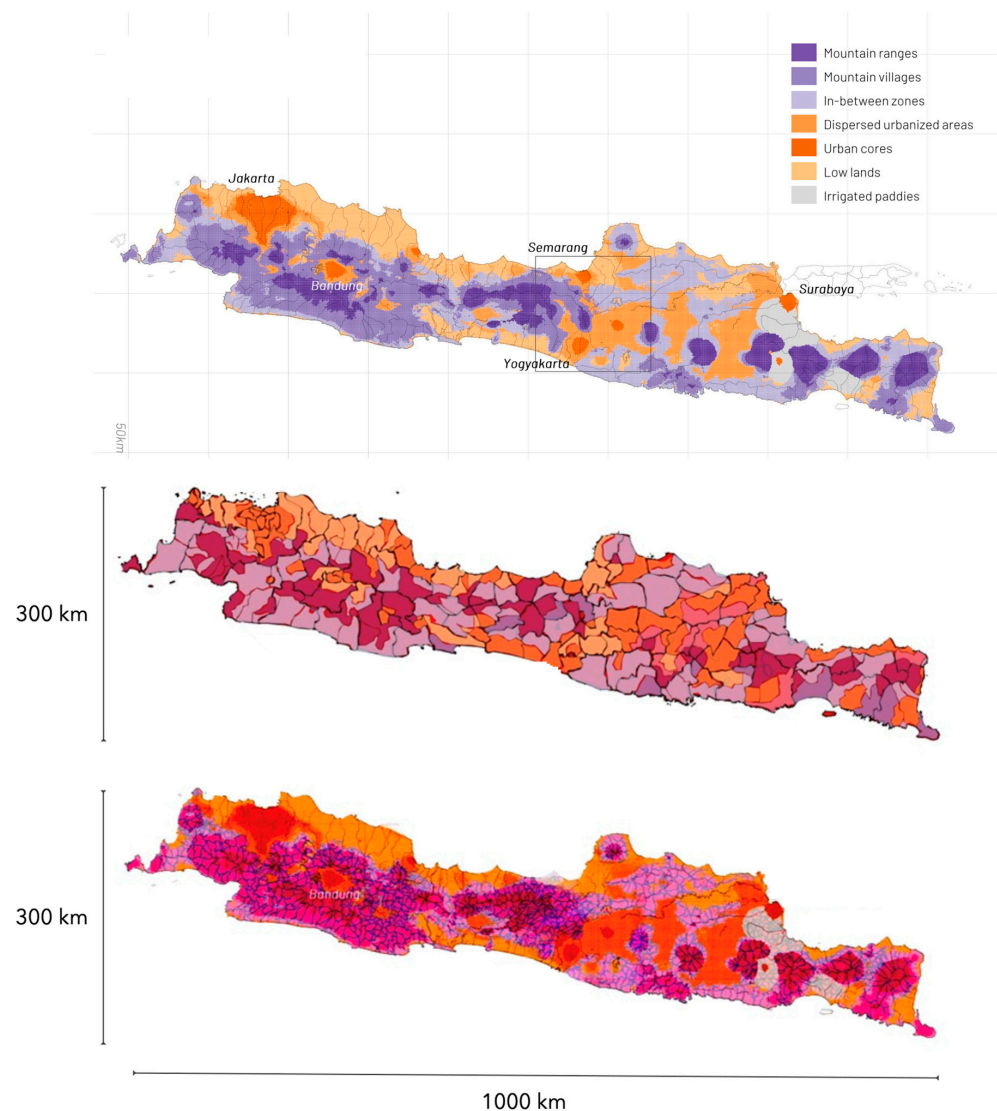 Mountain ranges
Mountain villages
In-between zones
Dispersed urbanized areas
Urban cores
Low lands
Irrigated paddies
Jakarta
Semarang
Bandung
Surabaya
Yogyakarta
50km
300 km
300 km
Bandung
1000 km